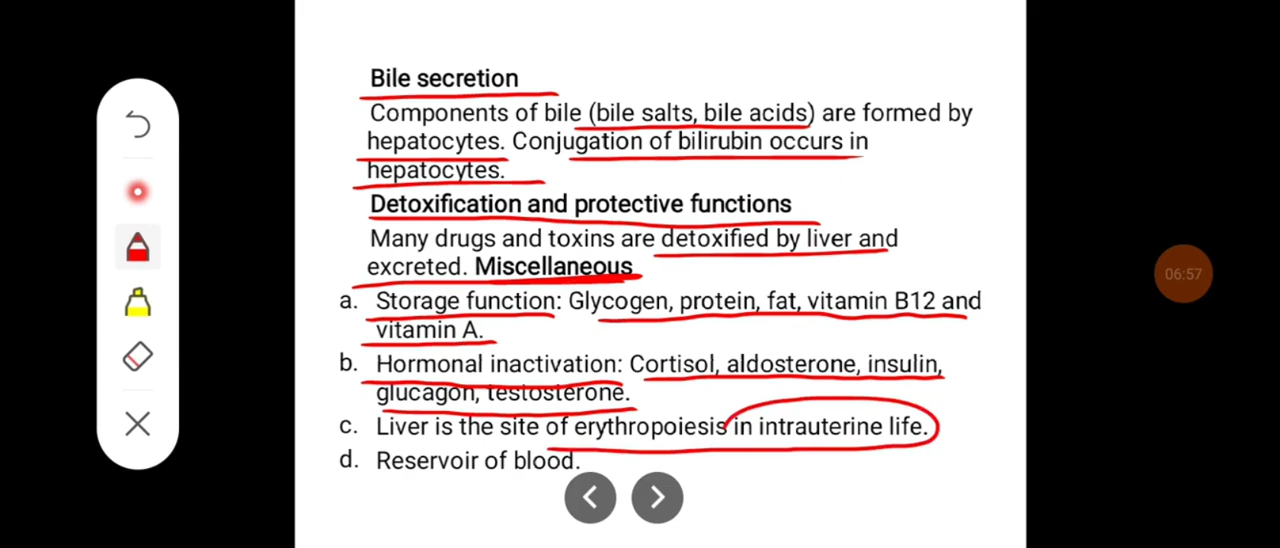 Bile secretion
Components of bile (bile salts, bile acids) are formed by
hepatocytes. Conjugation of bilirubin occurs in
hepatocytes.
Detoxification and protective functions
Many drugs and toxins are detoxified by liver and
excreted. Miscellaneous
a. Storage function: Glycogen, protein, fat, vitamin B12 and
vitamin A.
b. Hormonal inactivation: Cortisol, aldosterone, insulin,
glucagon, testosterone.
c. Liver is the site of erythropoiesis in intrauterine life.
d. Reservoir of blood.
06:57